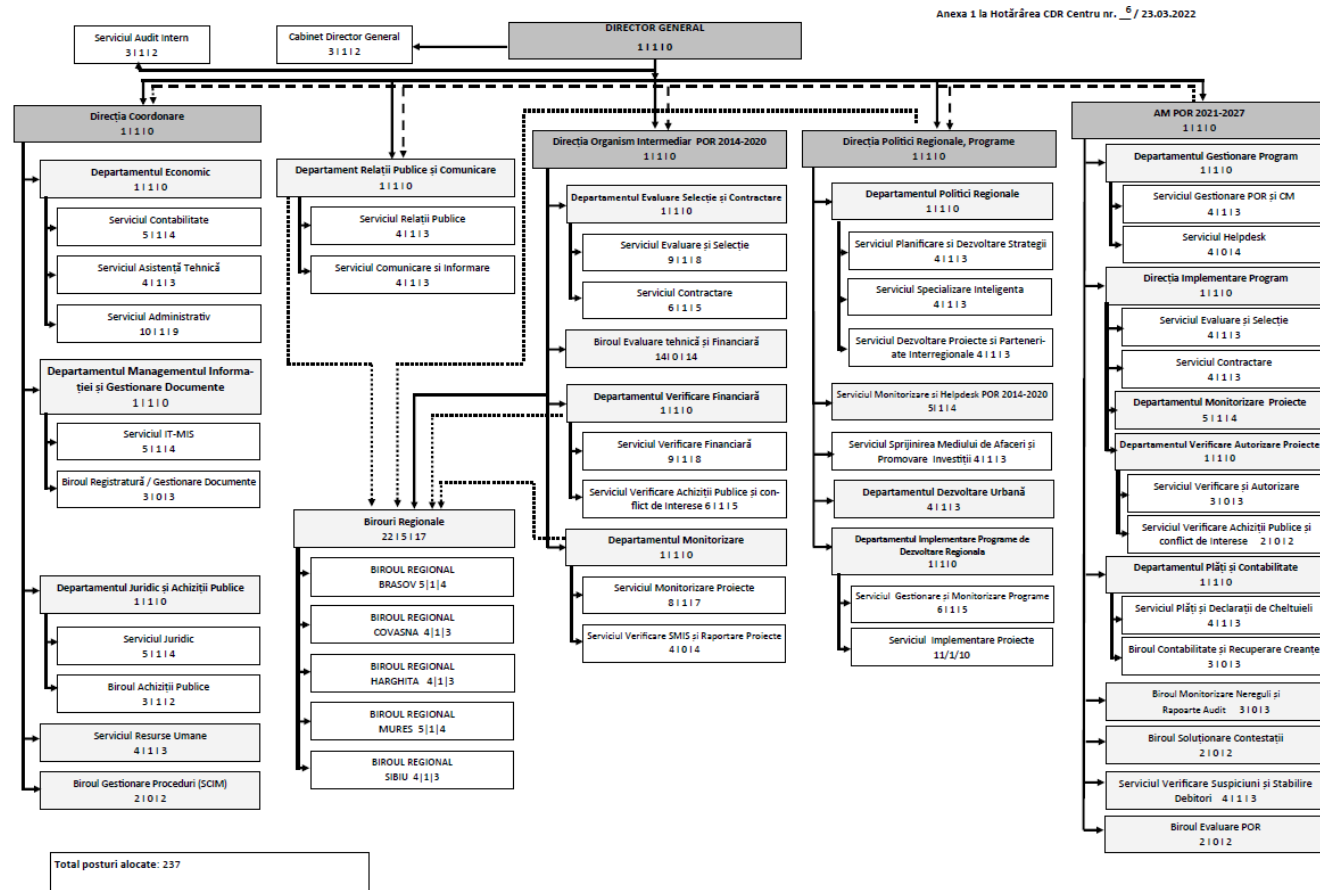 Anexa 1 la Hotărârea CDR Centru nr. 6 / 23.03.2022
DIRECTOR GENERAL
1 I 1 I 0
Serviciul Audit Intern
3 I 1 I 2
Cabinet Director General
3 I 1 I 2
Direcția Coordonare
1 I 1 I 0
Departamentul Economic
1 I 1 I 0
Serviciul Contabilitate
5 I 1 I 4
Serviciul Asistență Tehnică
4 I 1 I 3
Serviciul Administrativ
10 I 1 I 9
Departamentul Managementul Informa-
ției și Gestionare Documente
1 I 1 I 0
Serviciul IT-MIS
5 I 1 I 4
Biroul Registratură / Gestionare Documente
3 I 0 I 3
Departamentul Juridic și Achiziții Publice
1 I 1 I 0
Serviciul Juridic
5 I 1 I 4
Biroul Achiziții Publice
3 I 1 I 2
Serviciul Resurse Umane
4 I 1 I 3
Biroul Gestionare Proceduri (SCIM)
2 I 0 I 2
Departament Relații Publice și Comunicare
1 I 1 I 0
Serviciul Relații Publice
4 I 1 I 3
Serviciul Comunicare si Informare
4 I 1 I 3
Birouri Regionale
22 I 5 I 17
BIROUL REGIONAL
BRASOV 5|1|4
BIROUL REGIONAL
COVASNA 4|1|3
BIROUL REGIONAL
HARGHITA 4|1|3
BIROUL REGIONAL
MURES 5|1|4
BIROUL REGIONAL
SIBIU 4|1|3
Direcția Organism Intermediar POR 2014-2020
1 I 1 I 0
Departamentul Evaluare Selecție și Contractare
1 I 1 I 0
Serviciul Evaluare și Selecție
9 I 1 I 8
Serviciul Contractare
6 I 1 I 5
Biroul Evaluare tehnică și Financiară
14I 0 I 14
Departamentul Verificare Financiară
1 I 1 I 0
Serviciul Verificare Financiară
9 I 1 I 8
Serviciul Verificare Achiziții Publice și con-
flict de Interese 6 I 1 I 5
Departamentul Monitorizare
1 I 1 I 0
Serviciul Monitorizare Proiecte
8 I 1 I 7
Serviciul Verificare SMIS și Raportare Proiecte
4 I 0 I 4
Direcția Politici Regionale, Programe
1 I 1 I 0
Departamentul Politici Regionale
1 I 1 I 0
Serviciul Planificare si Dezvoltare Strategii
4 I 1 I 3
Serviciul Specializare Inteligenta
4 I 1 I 3
Serviciul Dezvoltare Proiecte si Parteneri-
ate Interregionale 4 I 1 I 3
Serviciul Monitorizare si Helpdesk POR 2014-2020
5I 1 I 4
Serviciul Sprijinirea Mediului de Afaceri și
Promovare Investiții 4 I 1 I 3
Departamentul Dezvoltare Urbană
4 I 1 I 3
Departamentul Implementare Programe de
Dezvoltare Regionala
1 I 1 I 0
Serviciul Gestionare și Monitorizare Programe
6 I 1 I 5
Serviciul Implementare Proiecte
11/1/10
AM POR 2021-2027
1 I 1 I 0
Departamentul Gestionare Program
1 I 1 I 0
Serviciul Gestionare POR și CM
4 I 1 I 3
Serviciul Helpdesk
4 I 0 I 4
Direcția Implementare Program
1 I 1 I 0
Serviciul Evaluare și Selecție
4 I 1 I 3
Serviciul Contractare
4 I 1 I 3
Departamentul Monitorizare Proiecte
5 I 1 I 4
Departamentul Verificare Autorizare Proiecte
1 I 1 I 0
Serviciul Verificare și Autorizare
3 I 0 I 3
Serviciul Verificare Achiziții Publice și
conflict de Interese 2 I 0 I 2
Departamentul Plăți și Contabilitate
1 I 1 I 0
Serviciul Plăți și Declarații de Cheltuieli
4 I 1 I 3
Biroul Contabilitate și Recuperare Creanțe
3 I 0 I 3
Biroul Monitorizare Nereguli și
Rapoarte Audit 3 I 0 I 3
Biroul Soluționare Contestații
2 I 0 I 2
Serviciul Verificare Suspiciuni și Stabilire
Debitori 4 I 1 I 3
Biroul Evaluare POR
2 I 0 I 2
Total posturi alocate: 237